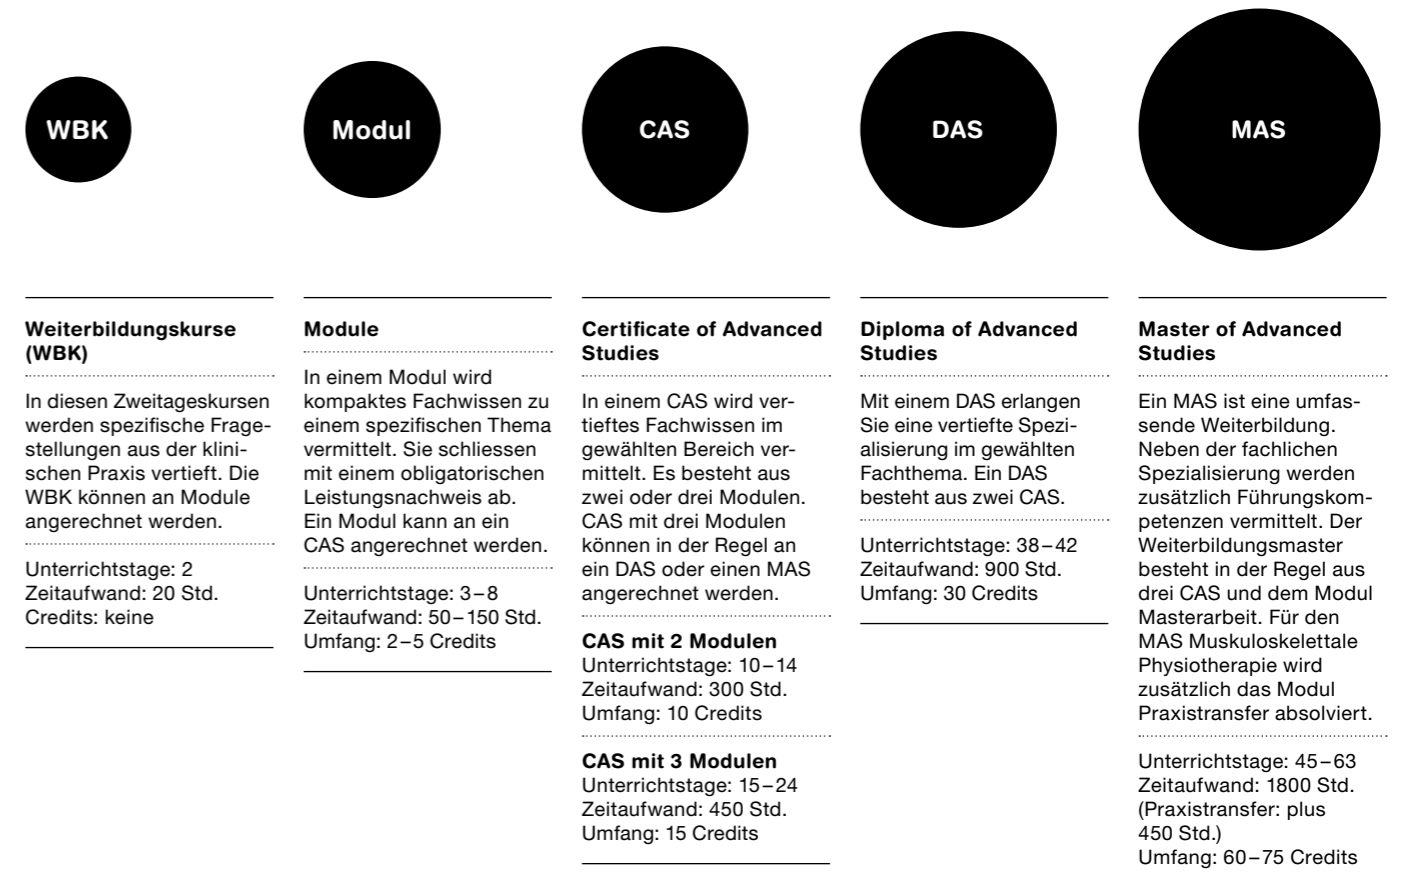 WBK
Modul
CAS
DAS
MAS
Weiterbildungskurse
(WBK)
In diesen Zweitageskursen
werden spezifische Frage-
stellungen aus der klini-
schen Praxis vertieft. Die
WBK können an Module
angerechnet werden.
Unterrichtstage: 2
Zeitaufwand: 20 Std.
Credits: keine
Module
In einem Modul wird
kompaktes Fachwissen zu
einem spezifischen Thema
vermittelt. Sie schliessen
mit einem obligatorischen
Leistungsnachweis ab.
Ein Modul kann an ein
CAS angerechnet werden.
Unterrichtstage: 3–8
Zeitaufwand: 50–150 Std.
Umfang: 2–5 Credits
Certificate of Advanced
Studies
In einem CAS wird ver-
tieftes Fachwissen im
gewählten Bereich ver-
mittelt. Es besteht aus
zwei oder drei Modulen.
CAS mit drei Modulen
können in der Regel an
ein DAS oder einen MAS
angerechnet werden.
CAS mit 2 Modulen
Unterrichtstage: 10–14
Zeitaufwand: 300 Std.
Umfang: 10 Credits
CAS mit 3 Modulen
Unterrichtstage: 15–24
Zeitaufwand: 450 Std.
Umfang: 15 Credits
Diploma of Advanced
Studies
Mit einem DAS erlangen
Sie eine vertiefte Spezi-
alisierung im gewählten
Fachthema. Ein DAS
besteht aus zwei CAS.
Unterrichtstage: 38–42
Zeitaufwand: 900 Std.
Umfang: 30 Credits
Master of Advanced
Studies
Ein MAS ist eine umfas-
sende Weiterbildung.
Neben der fachlichen
Spezialisierung werden
zusätzlich Führungskom-
petenzen vermittelt. Der
Weiterbildungsmaster
besteht in der Regel aus
drei CAS und dem Modul
Masterarbeit. Für den
MAS Muskuloskelettale
Physiotherapie wird
zusätzlich das Modul
Praxistransfer absolviert.
Unterrichtstage: 45–63
Zeitaufwand: 1800 Std.
(Praxistransfer: plus
450 Std.)
Umfang: 60–75 Credits